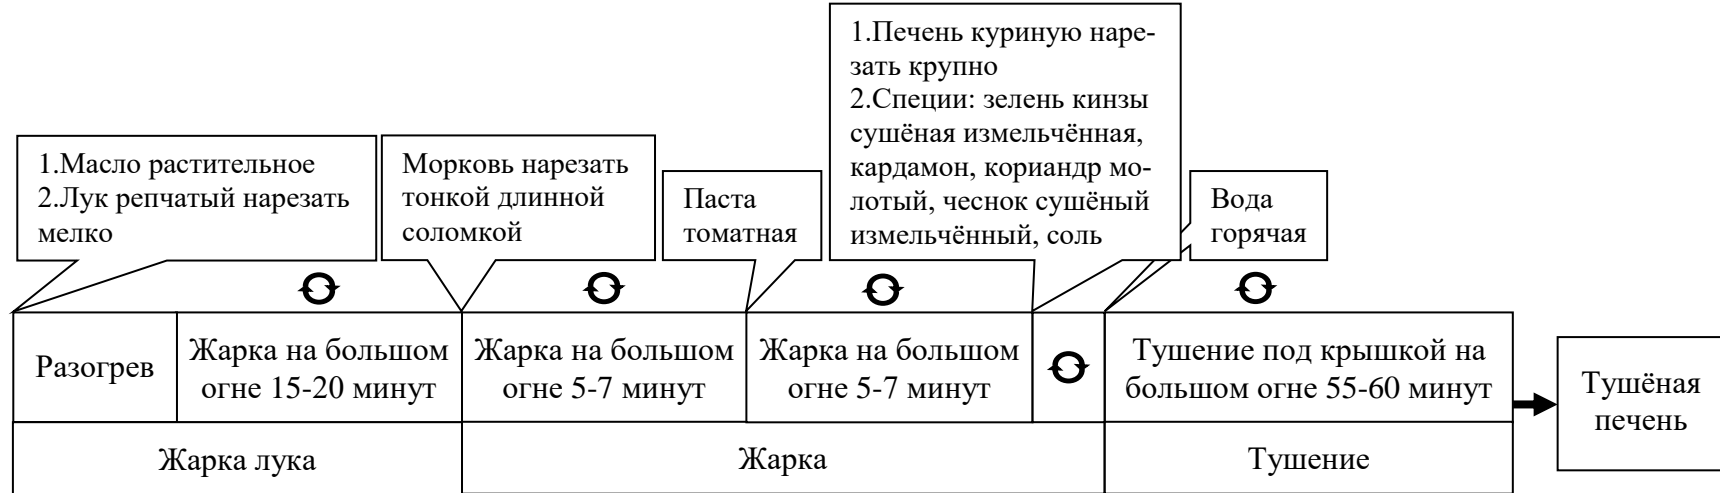 1.Печень куриную наре-
зать крупно
2.Специи: зелень кинзы
сушёная измельчённая,
кардамон, кориандр мо-
лотый, чеснок сушёный
измельчённый, соль
1.Масло растительное
2.Лук репчатый нарезать
мелко
Морковь нарезать
тонкой длинной
соломкой
Паста
томатная
Вода
горячая
Разогрев
Жарка на большом
огне 15-20 минут
Жарка на большом
огне 5-7 минут
Жарка на большом
огне 5-7 минут
Тушение под крышкой на
большом огне 55-60 минут
Тушёная
печень
Жарка лука
Жарка
Тушение